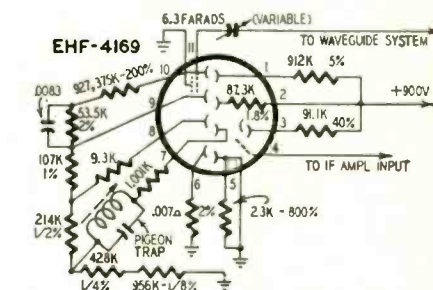 6.3 FARADS
(VARIABLE)
TO WAVEGUIDE SYSTEM
EHF-4169
11
10
927,375K-200%
1
912K 5%
.0083
9
87.3K
2
+900V
53.5K
2%
1.8%
91.1K
40%
8
3
107K
1%
9.3K
7
4
TO IF AMPL INPUT
1.001K
6
5
214K
1/2%
.007Ω
2%
2.3K-800%
PIGEON
TRAP
428K
1/4%
956K-1/8%